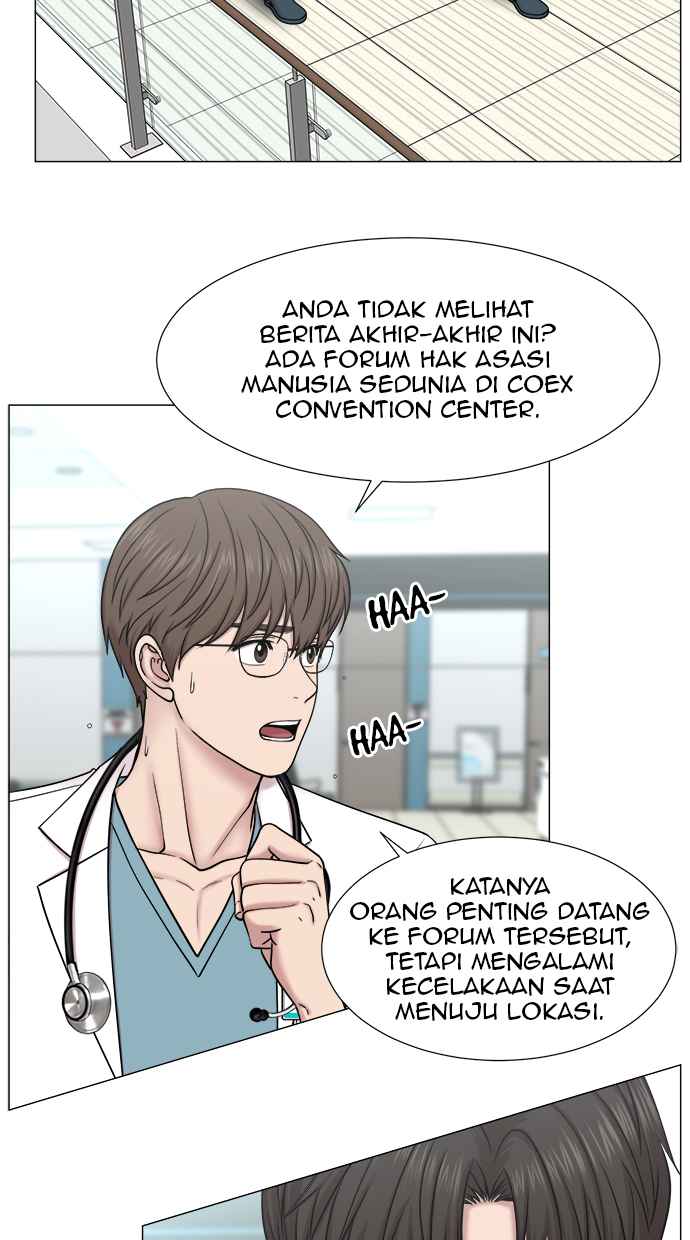 ANDA TIDAK MELIHAT
BERITA AKHIR-AKHIR INI?
ADA FORUM HAK ASASI
MANUSIA SEDUNIA DI COEX
CONVENTION CENTER.
HAA-
HAA-
KATANYA
ORANG PENTING DATANG
KE FORUM TERSEBUT,
TETAPI MENGALAMI
KECELAKAAN SAAT
MENUJU LOKASI.